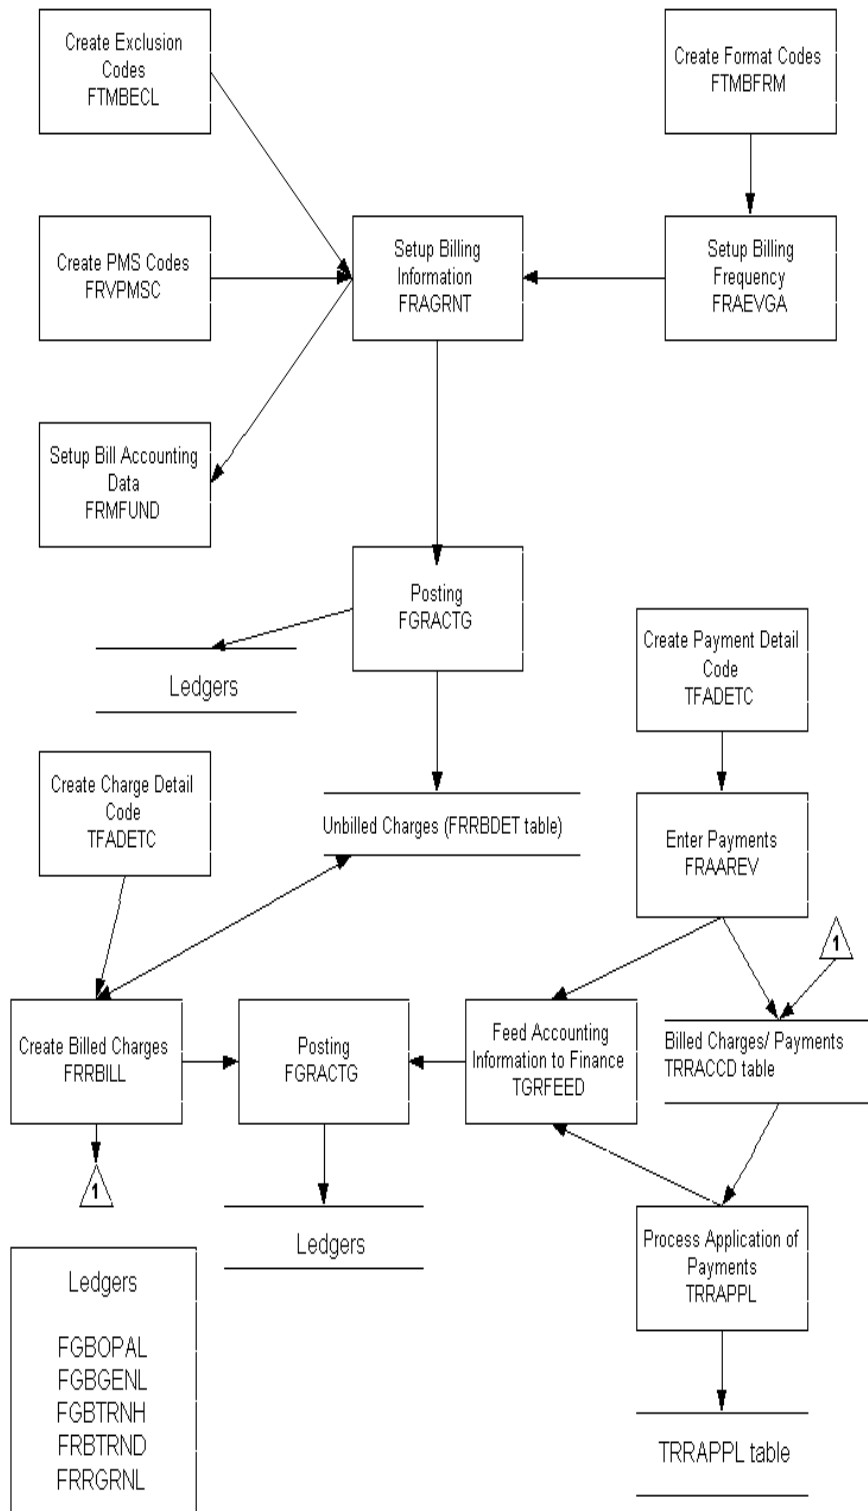 Create Exclusion
Codes
FTMBECL
Create Format Codes
FTMBFRM
Create PMS Codes
FRVPMSC
Setup Billing
Information
FRAGRNT
Setup Billing
Frequency
FRAEVGA
Setup Bill Accounting
Data
FRMFUND
Posting
FGRACTG
Ledgers
Create Payment Detail
Code
TFADETC
Create Charge Detail
Code
TFADETC
Unbilled Charges (FRRBDET table)
Enter Payments
FRAAREV
1
Create Billed Charges
FRRBILL
Posting
FGRACTG
Feed Accounting
Information to Finance
TGRFEED
Billed Charges/ Payments
TRRACCD table
1
Ledgers
Process Application of
Payments
TRRAPPL
Ledgers
FGBOPAL
FGBGENL
FGBTRNH
FRBTRND
FRRGRNL
TRRAPPL table